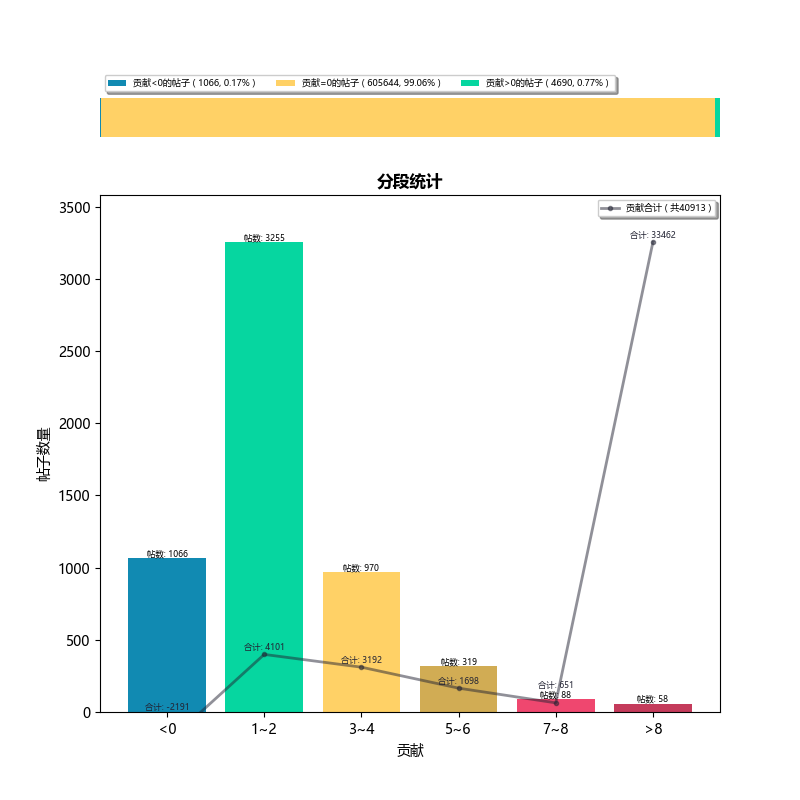 贡献<0的帖子 ( 1066, 0.17% ) 贡献=0的帖子 ( 605644, 99.06% ) 贡献>0的帖子 ( 4690, 0.77% )
分段统计
3500
3000
2500
2000
1500
1000
500
0
帖子数量
贡献合计 ( 共40913 )
合计: 33462
帖数: 3255
帖数: 1066
帖数: 970
合计: 4101
合计: 3192
帖数: 319
合计: 1698
合计: 651
帖数: 88
帖数: 58
合计: -2191
<0 1~2 3~4 5~6 7~8 >8
贡献